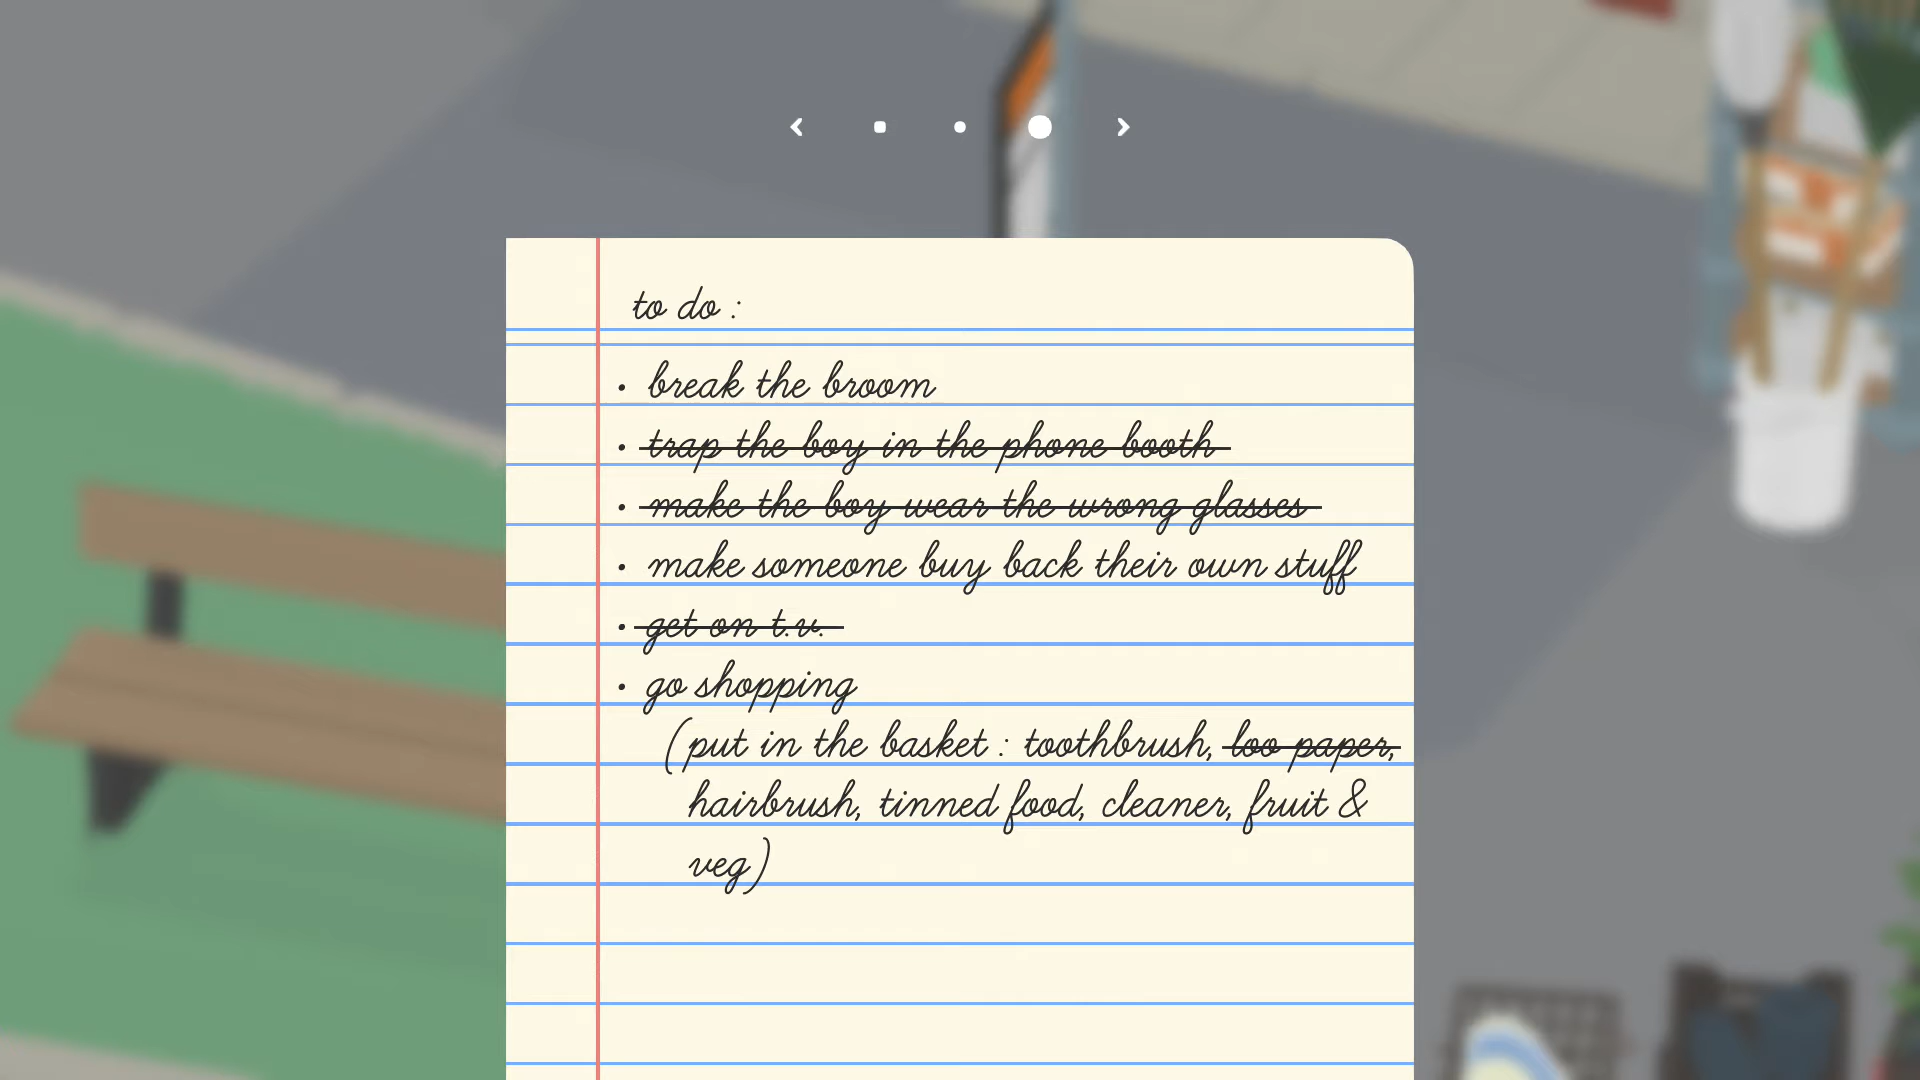 to do :
• break the broom
• trap the boy in the phone booth
• make the boy wear the wrong glasses
• make someone buy back their own stuff
• get on t.v.
• go shopping
(put in the basket : toothbrush, loo paper,
hairbrush, tinned food, cleaner, fruit &
veg)